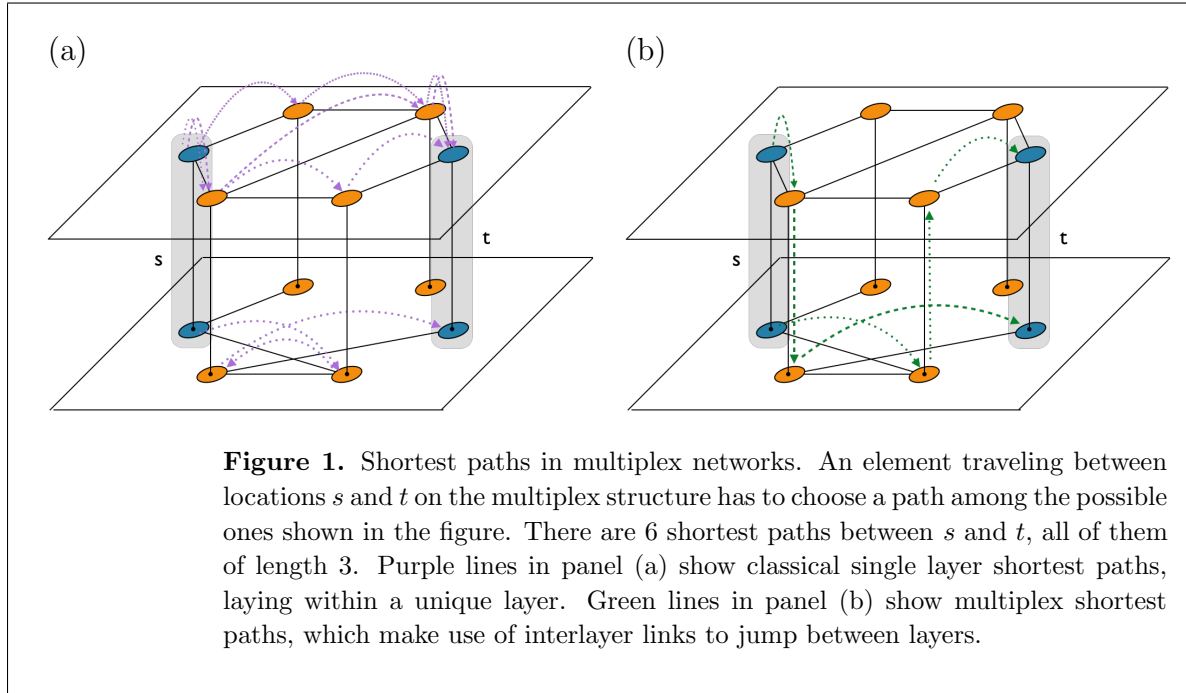 (a)
(b)
s
t
s
t
Figure 1. Shortest paths in multiplex networks. An element traveling between
locations s and t on the multiplex structure has to choose a path among the possible
ones shown in the figure. There are 6 shortest paths between s and t, all of them
of length 3. Purple lines in panel (a) show classical single layer shortest paths,
laying within a unique layer. Green lines in panel (b) show multiplex shortest
paths, which make use of interlayer links to jump between layers.